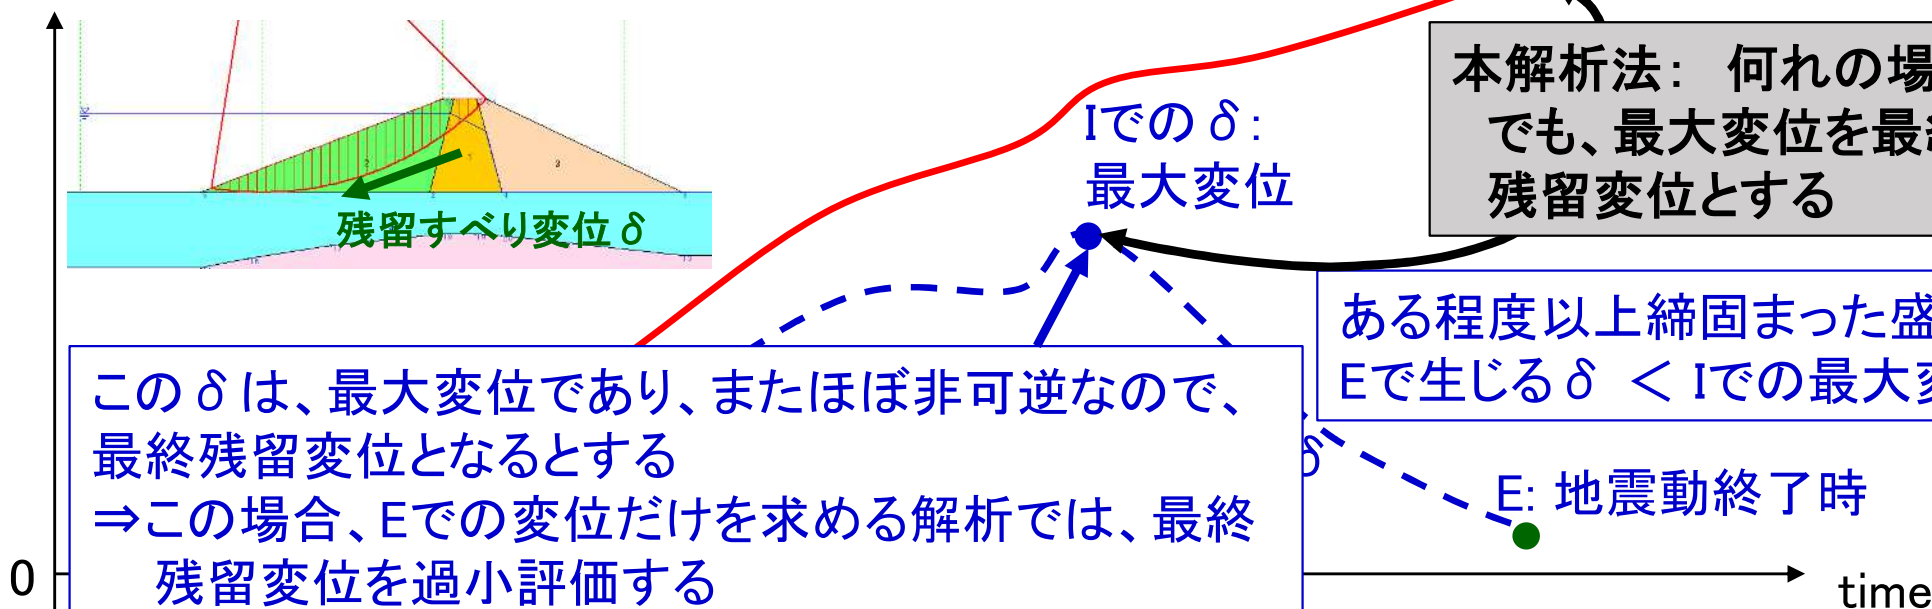 残留すべり変位δ
Iでのδ:
最大変位
本解析法: 何れの場
でも、最大変位を最
残留変位とする
ある程度以上締固まった盛
Eで生じるδ < Iでの最大
このδは、最大変位であり、またほぼ非可逆なので、
最終残留変位となるとする
⇒この場合、Eでの変位だけを求める解析では、最終
残留変位を過小評価する
δ
E: 地震動終了時
0
time